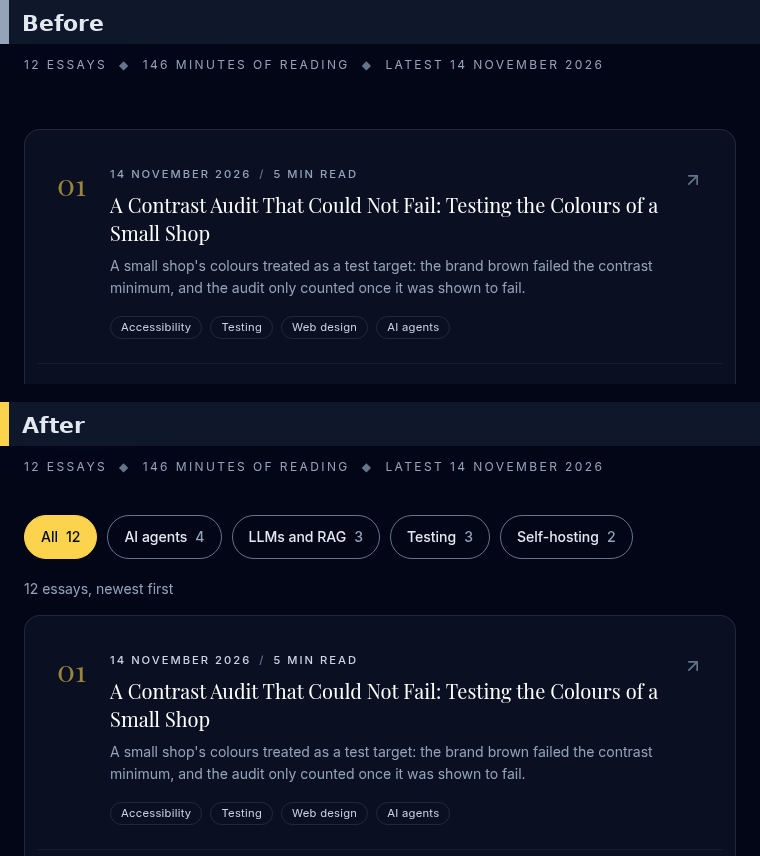 Before
12 ESSAYS ◆ 146 MINUTES OF READING ◆ LATEST 14 NOVEMBER 2026
01
14 NOVEMBER 2026 / 5 MIN READ
A Contrast Audit That Could Not Fail: Testing the Colours of a
Small Shop
A small shop's colours treated as a test target: the brand brown failed the contrast
minimum, and the audit only counted once it was shown to fail.
Accessibility Testing Web design AI agents
After
12 ESSAYS ◆ 146 MINUTES OF READING ◆ LATEST 14 NOVEMBER 2026
All 12 AI agents 4 LLMs and RAG 3 Testing 3 Self-hosting 2
12 essays, newest first
01
14 NOVEMBER 2026 / 5 MIN READ
A Contrast Audit That Could Not Fail: Testing the Colours of a
Small Shop
A small shop's colours treated as a test target: the brand brown failed the contrast
minimum, and the audit only counted once it was shown to fail.
Accessibility Testing Web design AI agents